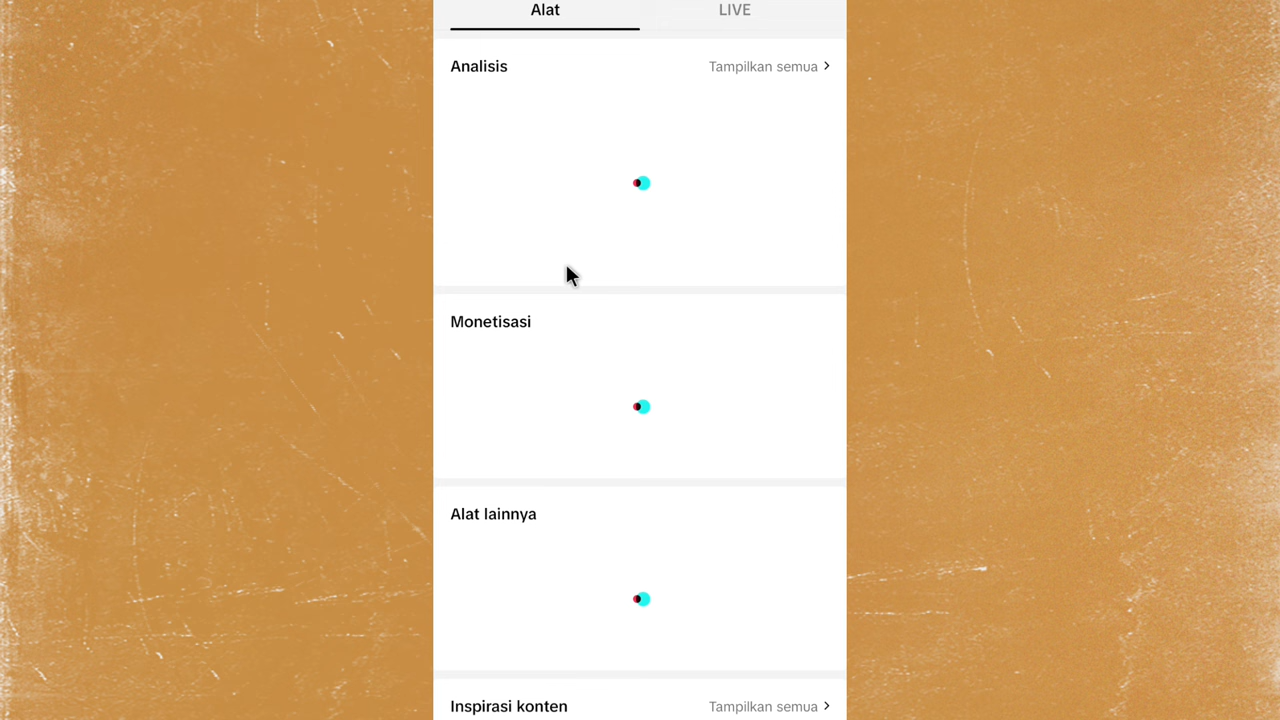 Alat
LIVE
Analisis
Tampilkan semua
Monetisasi
Alat lainnya
Inspirasi konten
Tampilkan semua